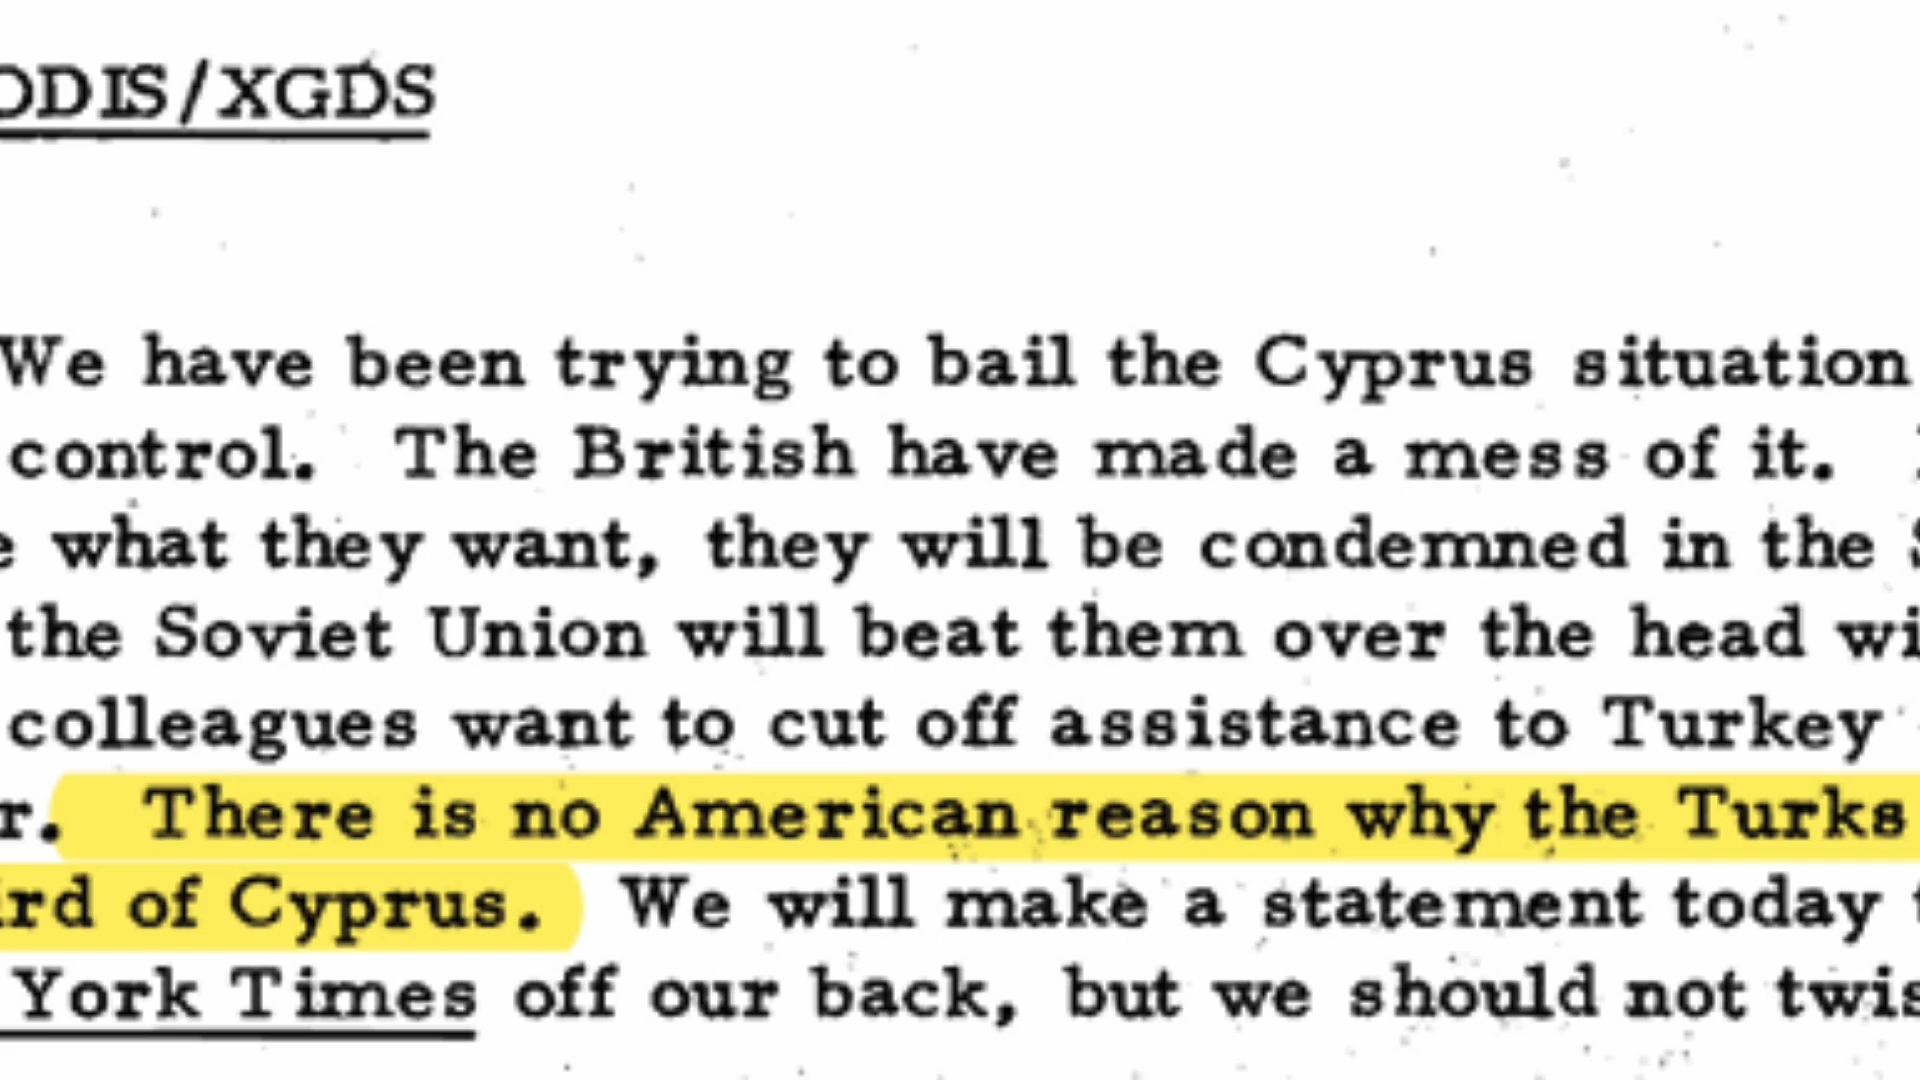 ODIS/XGDS
We have been trying to bail the Cyprus situation
control. The British have made a mess of it.
what they want, they will be condemned in the
the Soviet Union will beat them over the head
colleagues want to cut off assistance to Turkey
There is no American reason why the Turks
of Cyprus. We will make a statement today
York Times off our back, but we should not